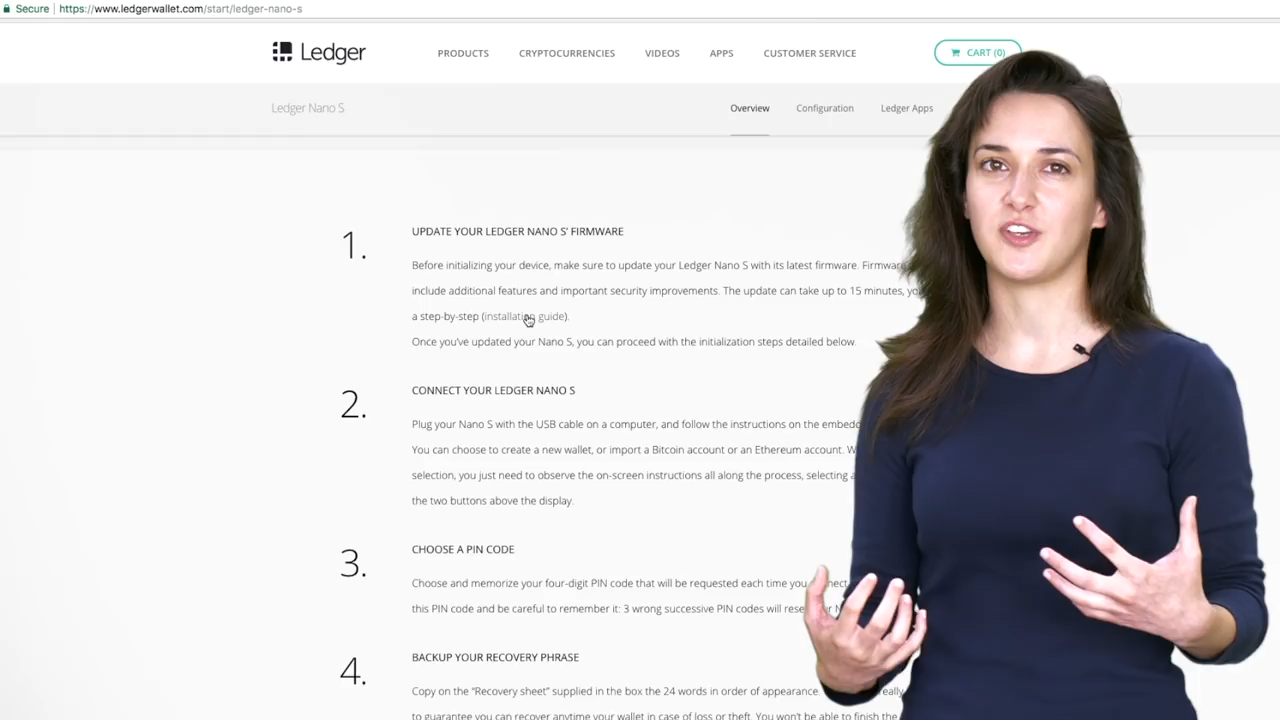 Secure | https://www.ledgerwallet.com/start/ledger-nano-s
Ledger PRODUCTS CRYPTOCURRENCIES VIDEOS APPS CUSTOMER SERVICE CART (0)
Ledger Nano S Overview Configuration Ledger Apps
1. UPDATE YOUR LEDGER NANO S' FIRMWARE
Before initializing your device, make sure to update your Ledger Nano S with its latest firmware. Firmware
include additional features and important security improvements. The update can take up to 15 minutes,
a step-by-step (installation guide).
Once you've updated your Nano S, you can proceed with the initialization steps detailed below.
2. CONNECT YOUR LEDGER NANO S
Plug your Nano S with the USB cable on a computer, and follow the instructions on the
You can choose to create a new wallet, or import a Bitcoin account or an Ethereum account.
selection, you just need to observe the on-screen instructions all along the process, selecting
the two buttons above the display.
3. CHOOSE A PIN CODE
Choose and memorize your four-digit PIN code that will be requested each time you
this PIN code and be careful to remember it: 3 wrong successive PIN codes will
4. BACKUP YOUR RECOVERY PHRASE
Copy on the "Recovery sheet" supplied in the box the 24 words in order of appearance. really
to guarantee you can recover anytime your wallet in case of loss or theft. You won't be able to finish the